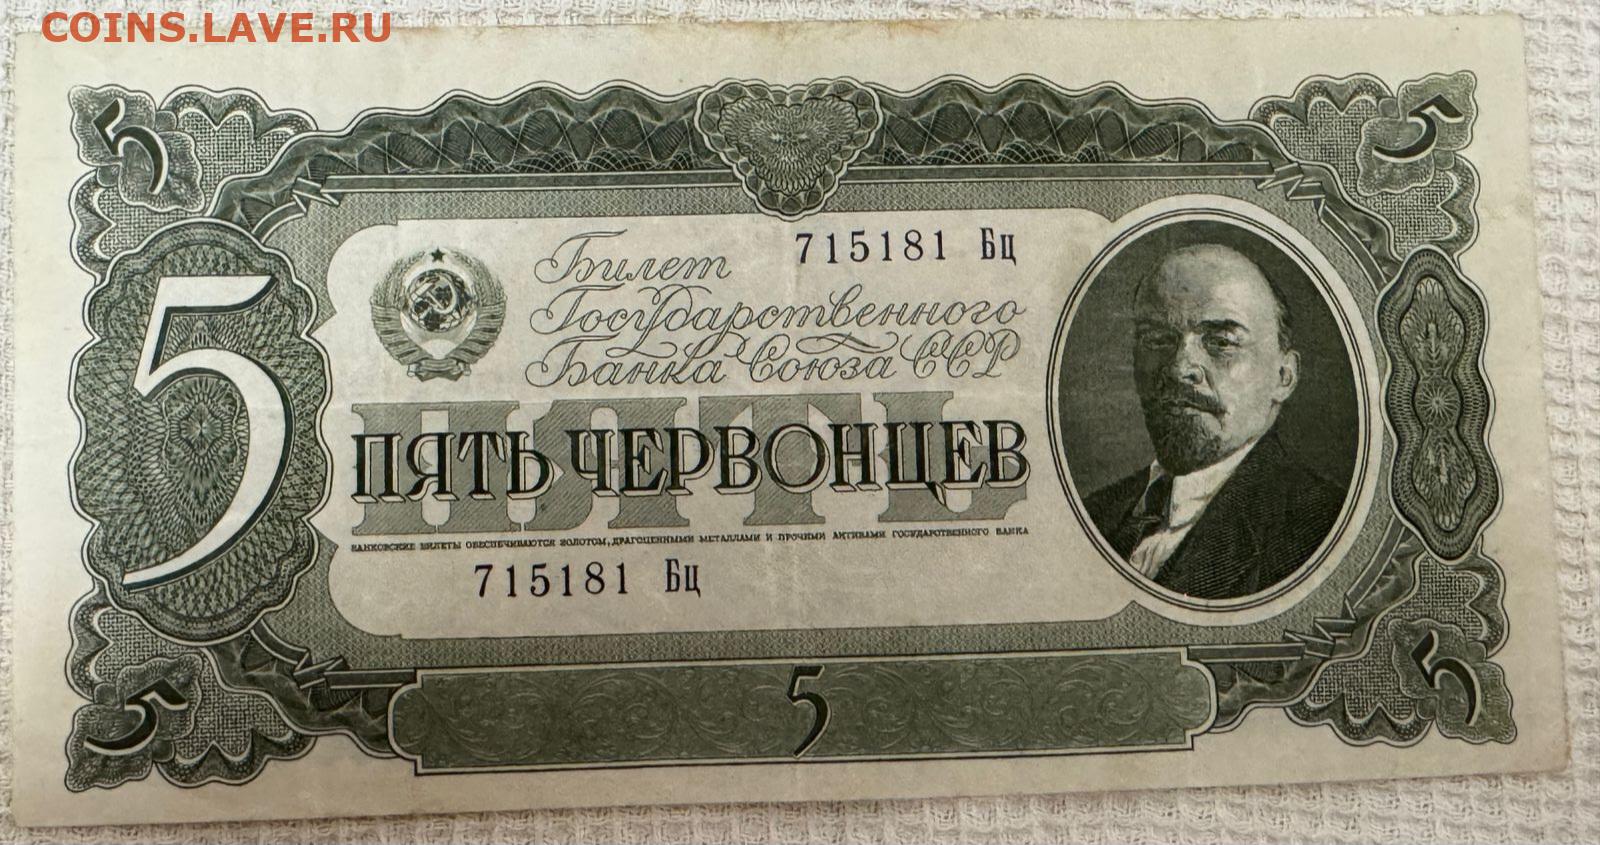 COINS.LAVE.RU
5
5
Билет
715181 Бц
Государственного
Банка Союза ССР
5
ПЯТЬ
ПЯТЬ ЧЕРВОНЦЕВ
БАНКОВСКИЕ БИЛЕТЫ ОБЕСПЕЧИВАЮТСЯ ЗОЛОТОМ, ДРАГОЦЕННЫМИ МЕТАЛЛАМИ И ПРОЧИМИ АКТИВАМИ ГОСУДАРСТВЕННОГО БАНКА
715181 Бц
5
5
5